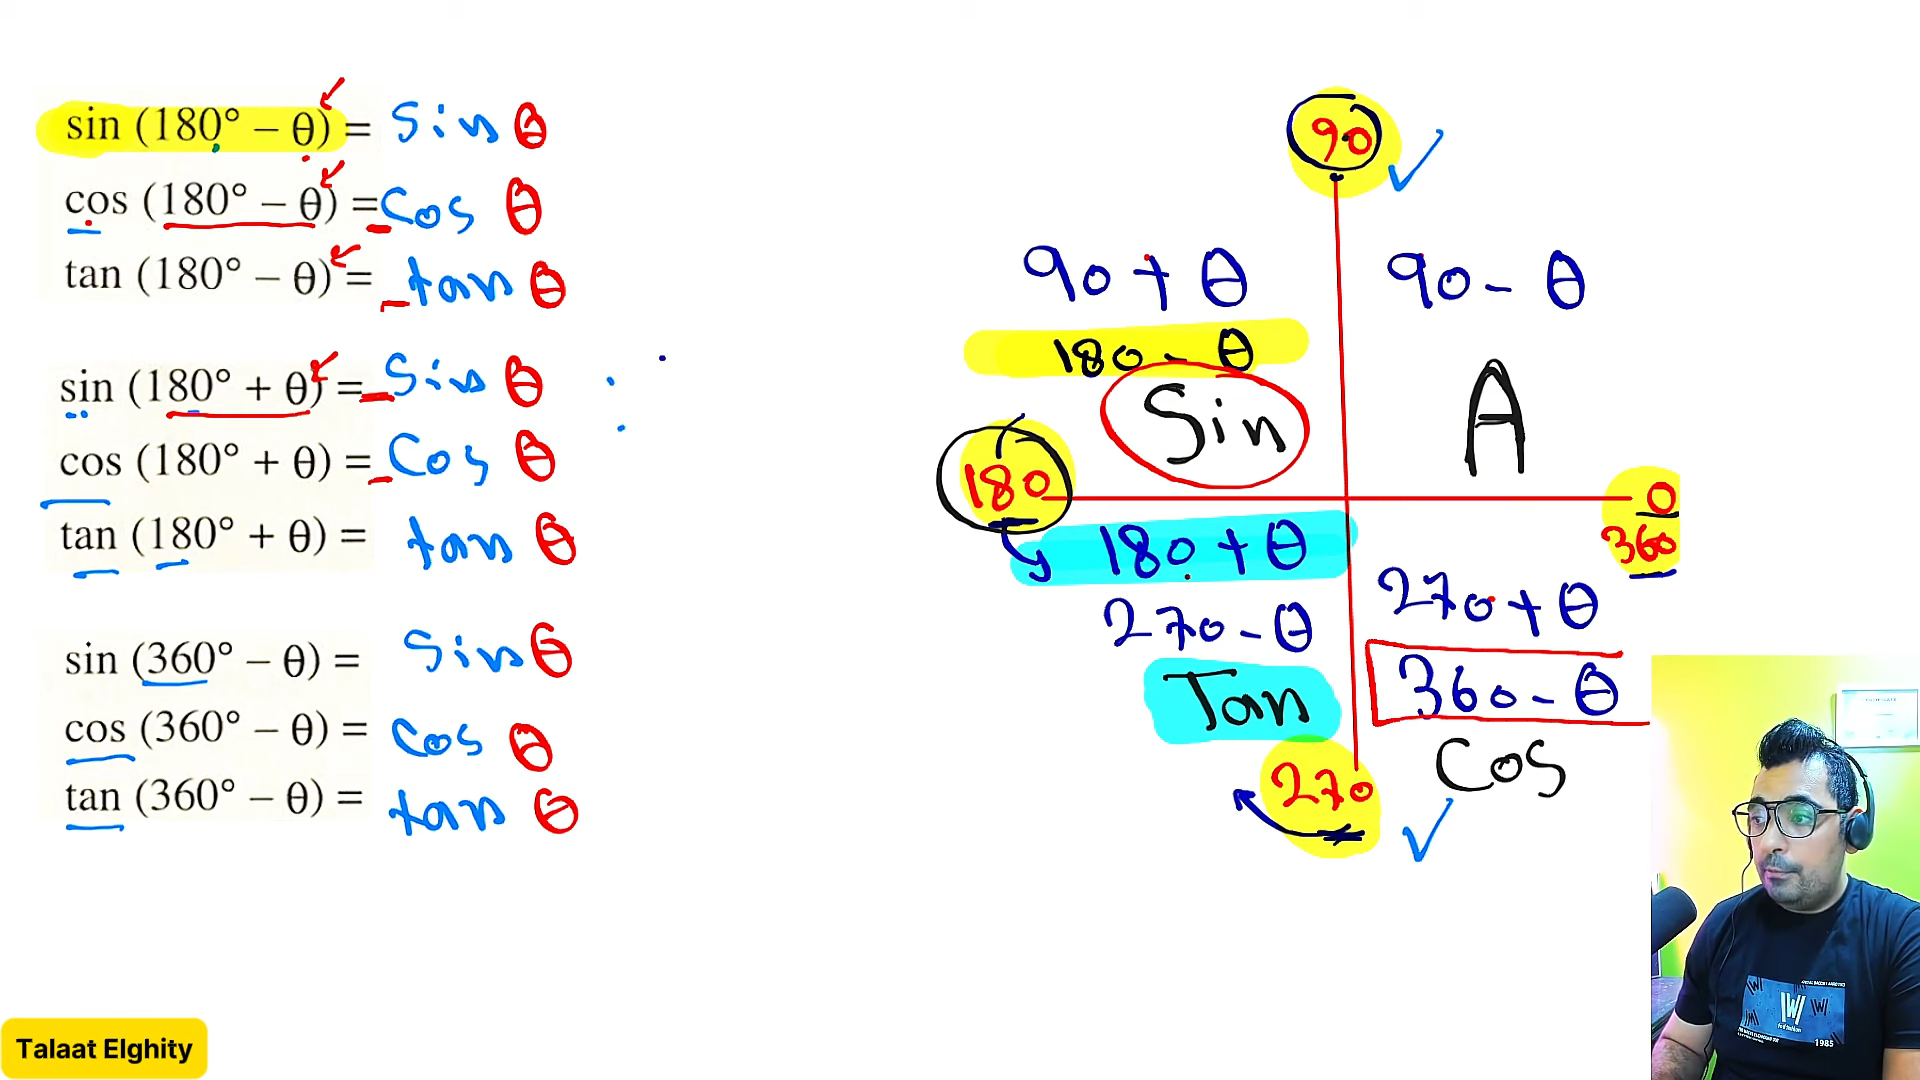 sin (180° − θ) = Sin θ
cos (180° − θ) = -Cos θ
tan (180° − θ) = -tan θ
sin (180° + θ) = -Sin θ
cos (180° + θ) = -Cos θ
tan (180° + θ) = tan θ
sin (360° − θ) = Sin θ
cos (360° − θ) = Cos θ
tan (360° − θ) = tan θ
90
90 + θ
90 - θ
180 - θ
Sin
A
180
0
360
180 + θ
270 + θ
270 - θ
360 - θ
Tan
Cos
270
W
1985
Talaat Elghity